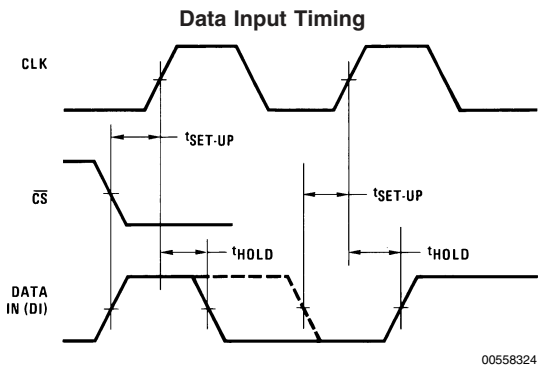 Data Input Timing
CLK
tSET-UP
CS
tSET-UP
tHOLD
tHOLD
DATA
IN (DI)
00558324